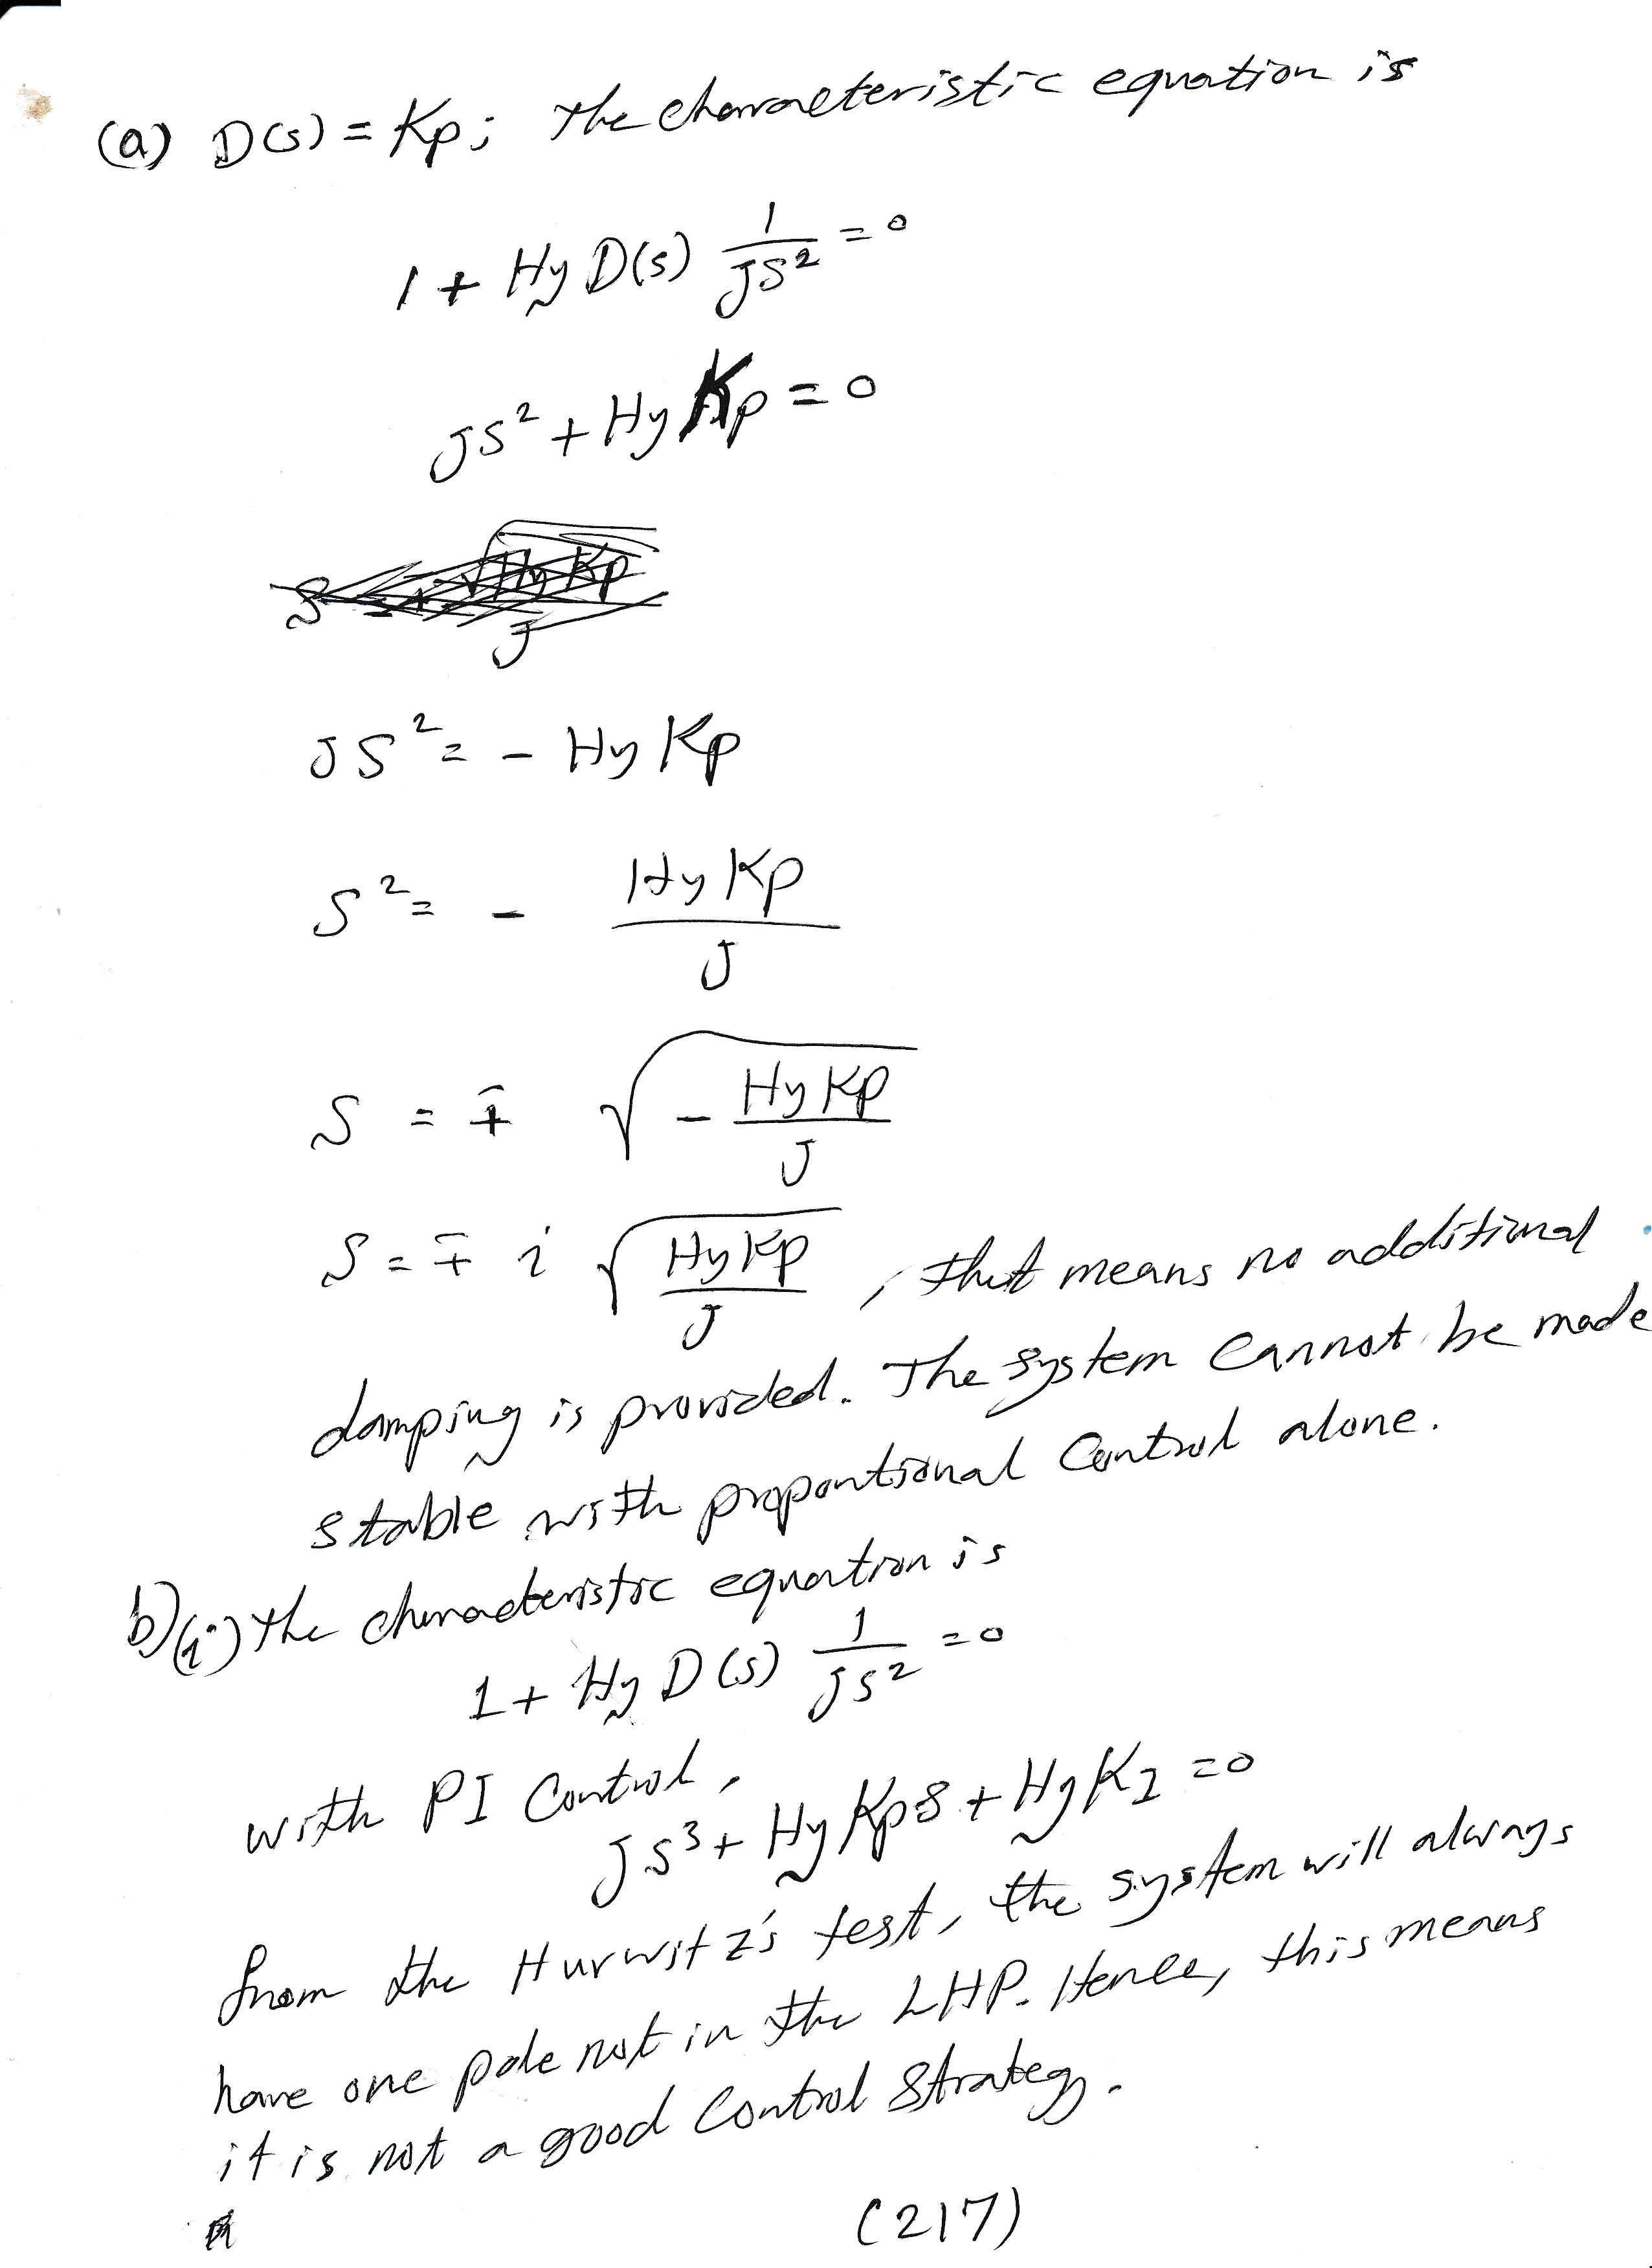 (a) D(s) = Kp; the characteristic equation is
1 + Hy D(s) 1/JS² = 0
JS² + Hy Kp = 0
JS² = - Hy Kp
S² = - Hy Kp / J
S = ∓ √(- Hy Kp / J)
S = ∓ i √(Hy Kp / J), that means no additional
damping is provided. The system cannot be made
stable with proportional control alone.
b)(i) the characteristic equation is
1 + Hy D(s) 1/JS² = 0
with PI control,
JS³ + Hy Kp S + Hy KI = 0
from the Hurwitz's test, the system will always
have one pole not in the LHP. Hence, this means
it is not a good control strategy.
(217)